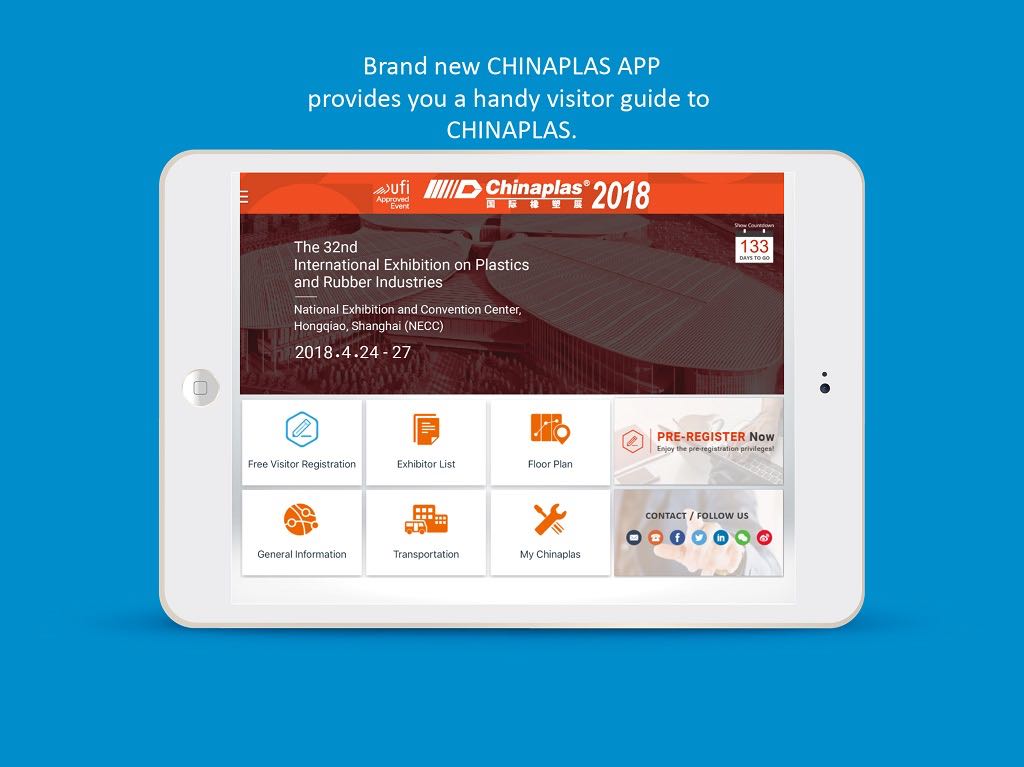 Brand new CHINAPLAS APP
provides you a handy visitor guide to
CHINAPLAS.
ufi
Approved
Event
Chinaplas® 2018
国际橡塑展
Show Countdown
133
DAYS TO GO
The 32nd
International Exhibition on Plastics
and Rubber Industries
National Exhibition and Convention Center,
Hongqiao, Shanghai (NECC)
2018.4.24 - 27
Free Visitor Registration
Exhibitor List
Floor Plan
PRE-REGISTER Now
Enjoy the pre-registration privileges!
General Information
Transportation
My Chinaplas
CONTACT / FOLLOW US